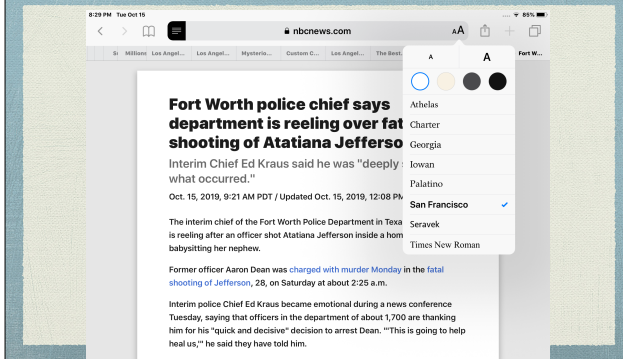 8:29 PM Tue Oct 15
85%
nbcnews.com
AA
Millions
Los Angel...
Los Angel...
Mysterio...
Custom C...
Los Angel...
The Best
Fort W...
A A
Athelas
Charter
Georgia
Iowan
Palatino
San Francisco
Seravek
Times New Roman
Fort Worth police chief says
department is reeling over fat
shooting of Atatiana Jefferso
Interim Chief Ed Kraus said he was "deeply
what occurred."
Oct. 15, 2019, 9:21 AM PDT / Updated Oct. 15, 2019, 12:08 PM
The interim chief of the Fort Worth Police Department in Texa
is reeling after an officer shot Atatiana Jefferson inside a hom
babysitting her nephew.
Former officer Aaron Dean was charged with murder Monday in the fatal
shooting of Jefferson, 28, on Saturday at about 2:25 a.m.
Interim police Chief Ed Kraus became emotional during a news conference
Tuesday, saying that officers in the department of about 1,700 are thanking
him for his "quick and decisive" decision to arrest Dean. "'This is going to help
heal us,'" he said they have told him.